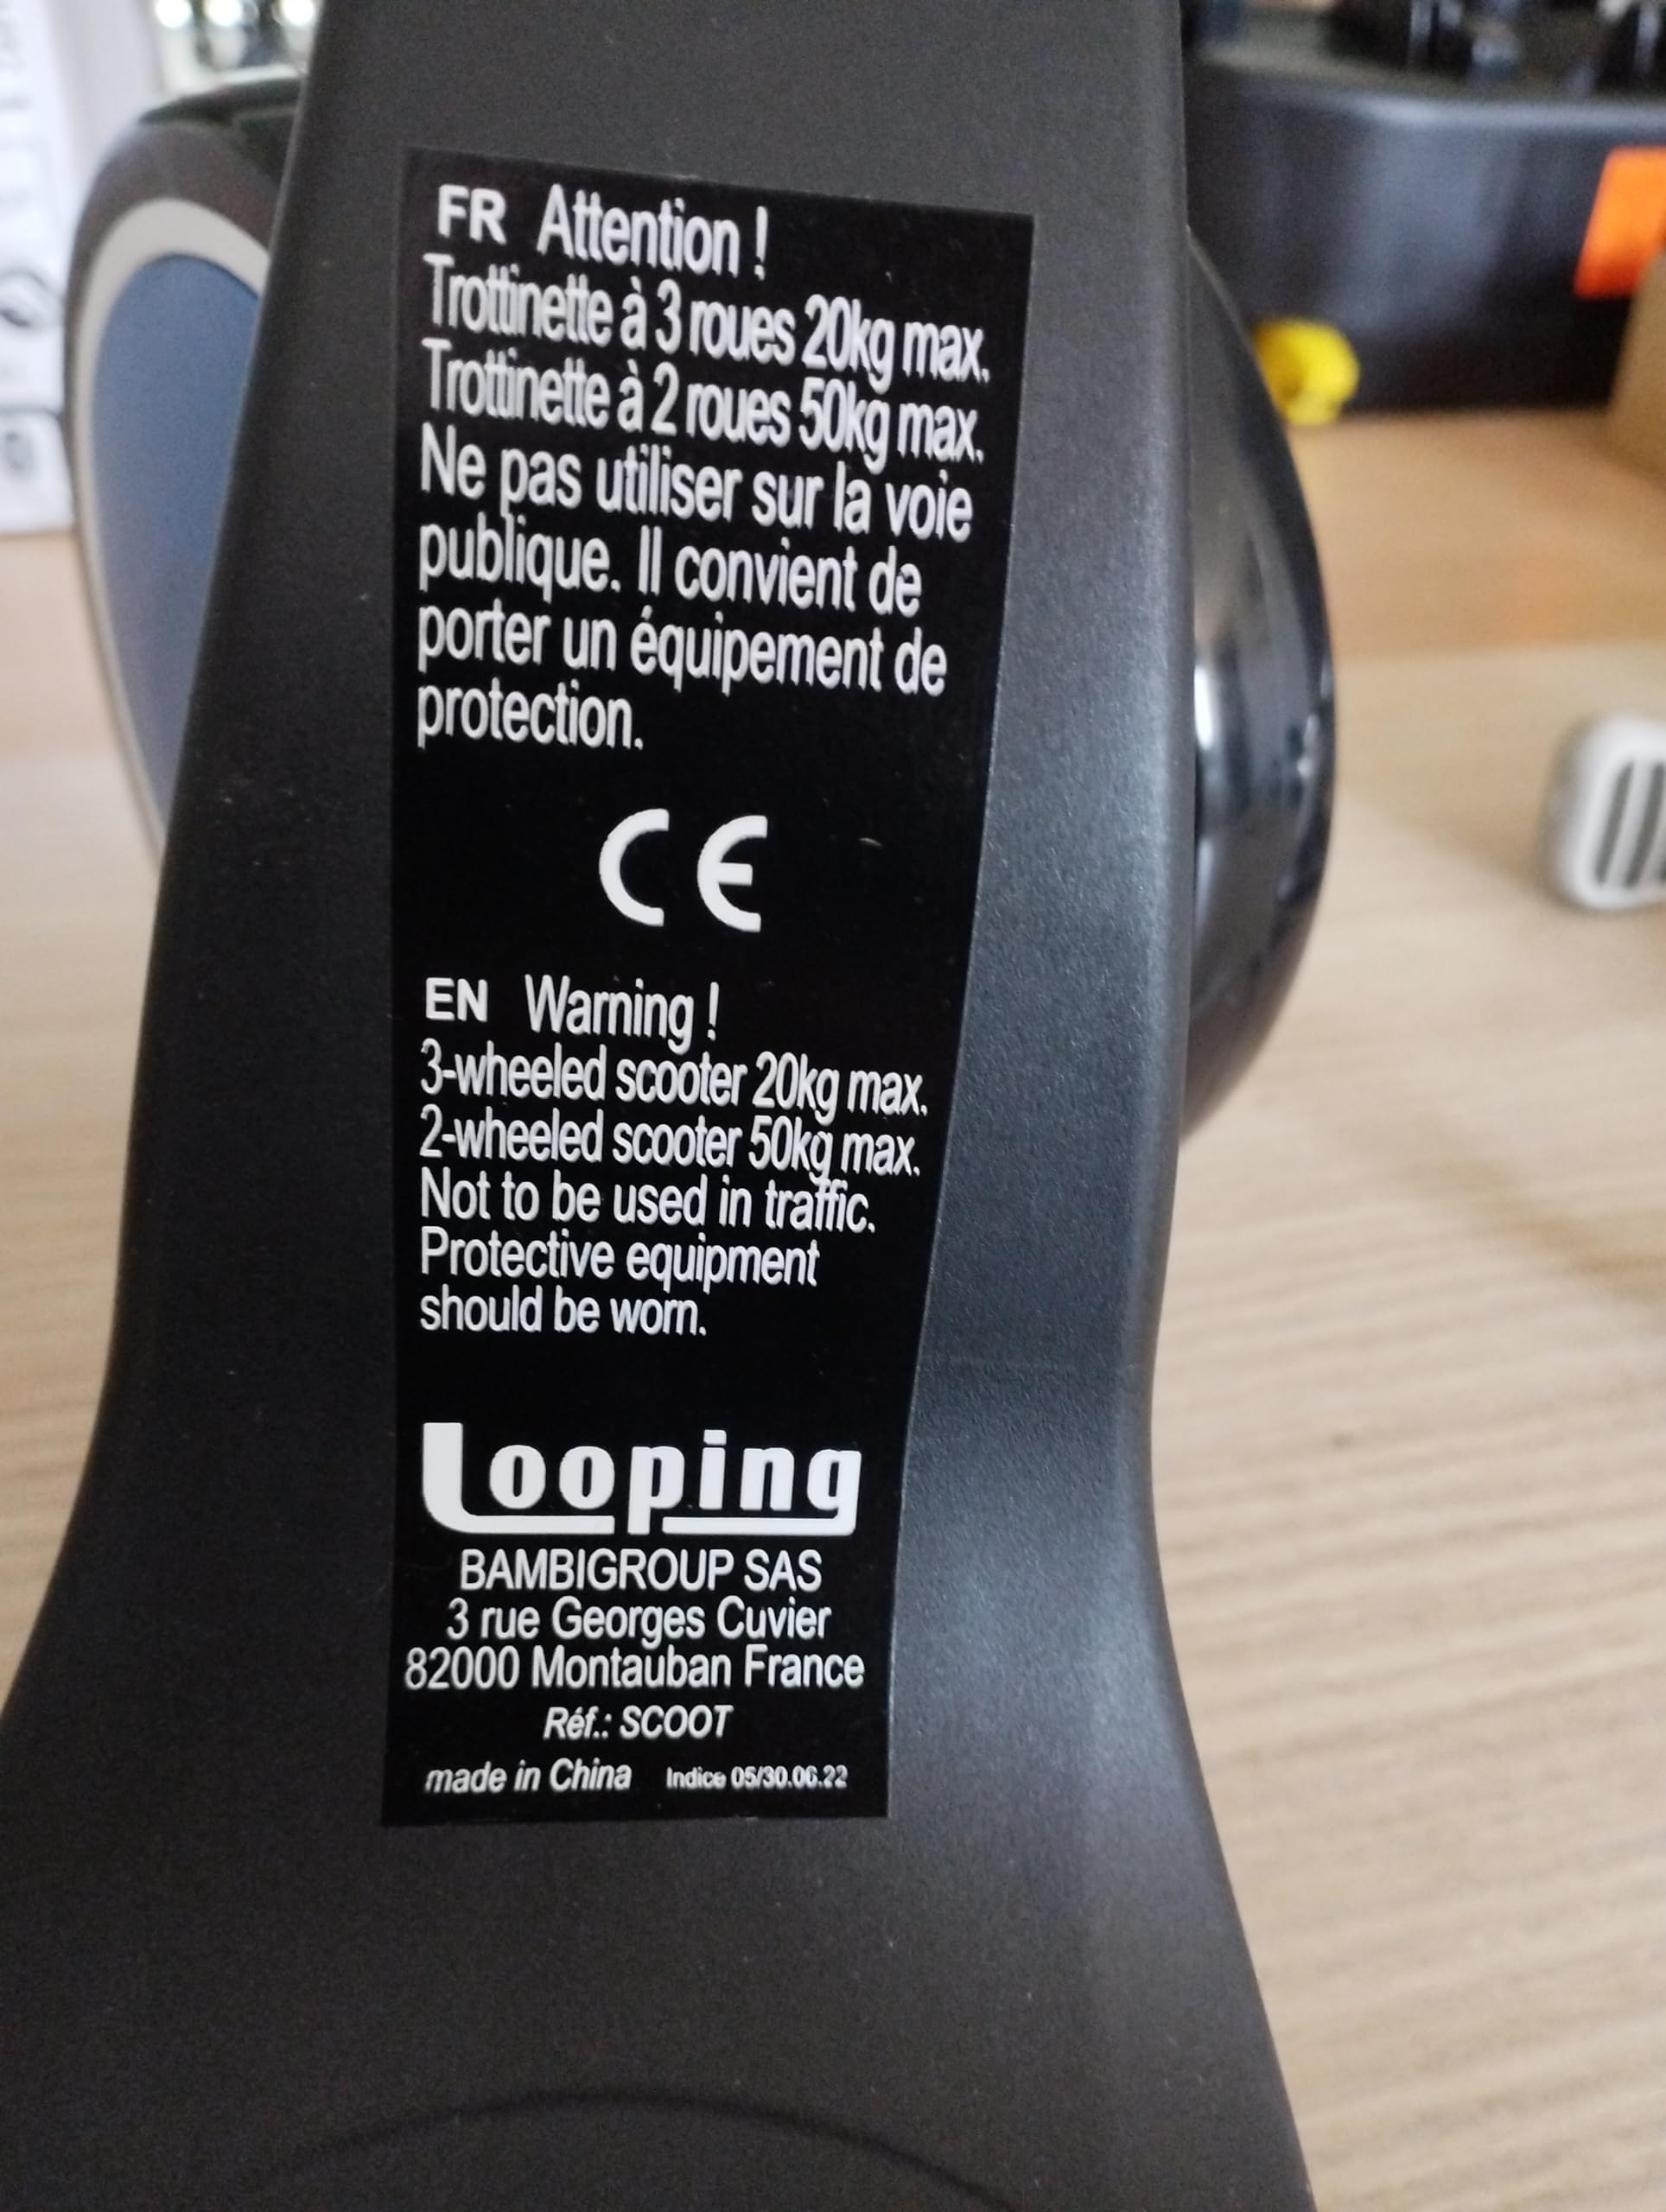 FR Attention !
Trottinette à 3 roues 20kg max.
Trottinette à 2 roues 50kg max.
Ne pas utiliser sur la voie
publique. Il convient de
porter un équipement de
protection.
CE
EN Warning !
3-wheeled scooter 20kg max.
2-wheeled scooter 50kg max.
Not to be used in traffic.
Protective equipment
should be worn.
Looping
BAMBIGROUP SAS
3 rue Georges Cuvier
82000 Montauban France
Réf.: SCOOT
made in China Indice 05/30.06.22